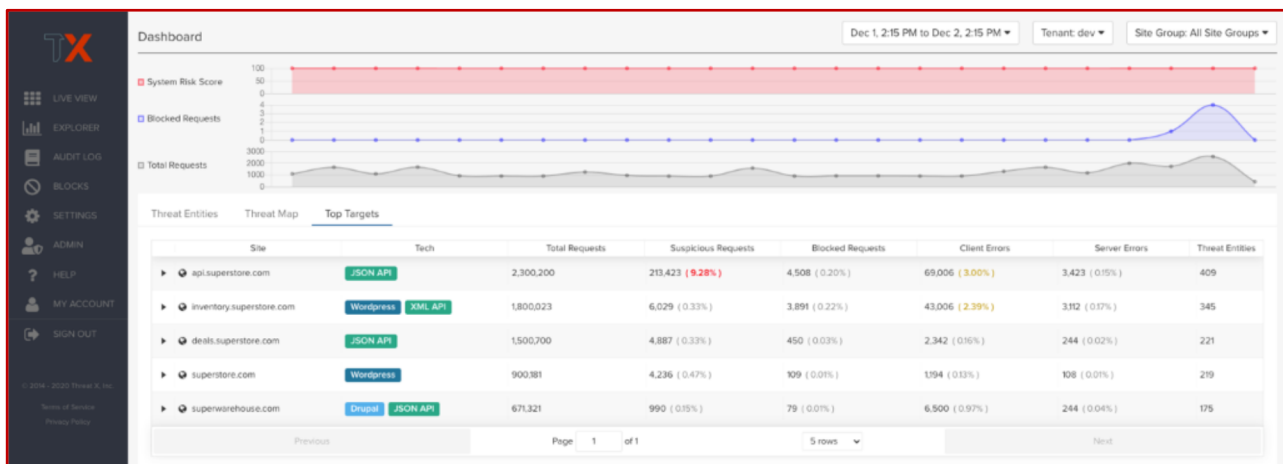 TX
Dashboard
Dec 1, 2:15 PM to Dec 2, 2:15 PM
Tenant: dev
Site Group: All Site Groups
System Risk Score
100
50
0
Blocked Requests
4
3
2
1
0
Total Requests
3000
2000
1000
0
LIVE VIEW
EXPLORER
AUDIT LOG
BLOCKS
SETTINGS
ADMIN
HELP
MY ACCOUNT
SIGN OUT
© 2014 - 2020 Threat X, Inc.
Terms of Service
Privacy Policy
Threat Entities Threat Map Top Targets
Site Tech Total Requests Suspicious Requests Blocked Requests Client Errors Server Errors Threat Entities
api.superstore.com JSON API 2,300,200 213,423 ( 9.28% ) 4,508 ( 0.20% ) 69,006 ( 3.00% ) 3,423 ( 0.15% ) 409
inventory.superstore.com Wordpress XML API 1,800,023 6,029 ( 0.33% ) 3,891 ( 0.22% ) 43,006 ( 2.39% ) 3,112 ( 0.17% ) 345
deals.superstore.com JSON API 1,500,700 4,887 ( 0.33% ) 450 ( 0.03% ) 2,342 ( 0.16% ) 244 ( 0.02% ) 221
superstore.com Wordpress 900,181 4,236 ( 0.47% ) 109 ( 0.01% ) 1,194 ( 0.13% ) 108 ( 0.01% ) 219
superwarehouse.com Drupal JSON API 671,321 990 ( 0.15% ) 79 ( 0.01% ) 6,500 ( 0.97% ) 244 ( 0.04% ) 175
Previous Page 1 of 1 5 rows Next